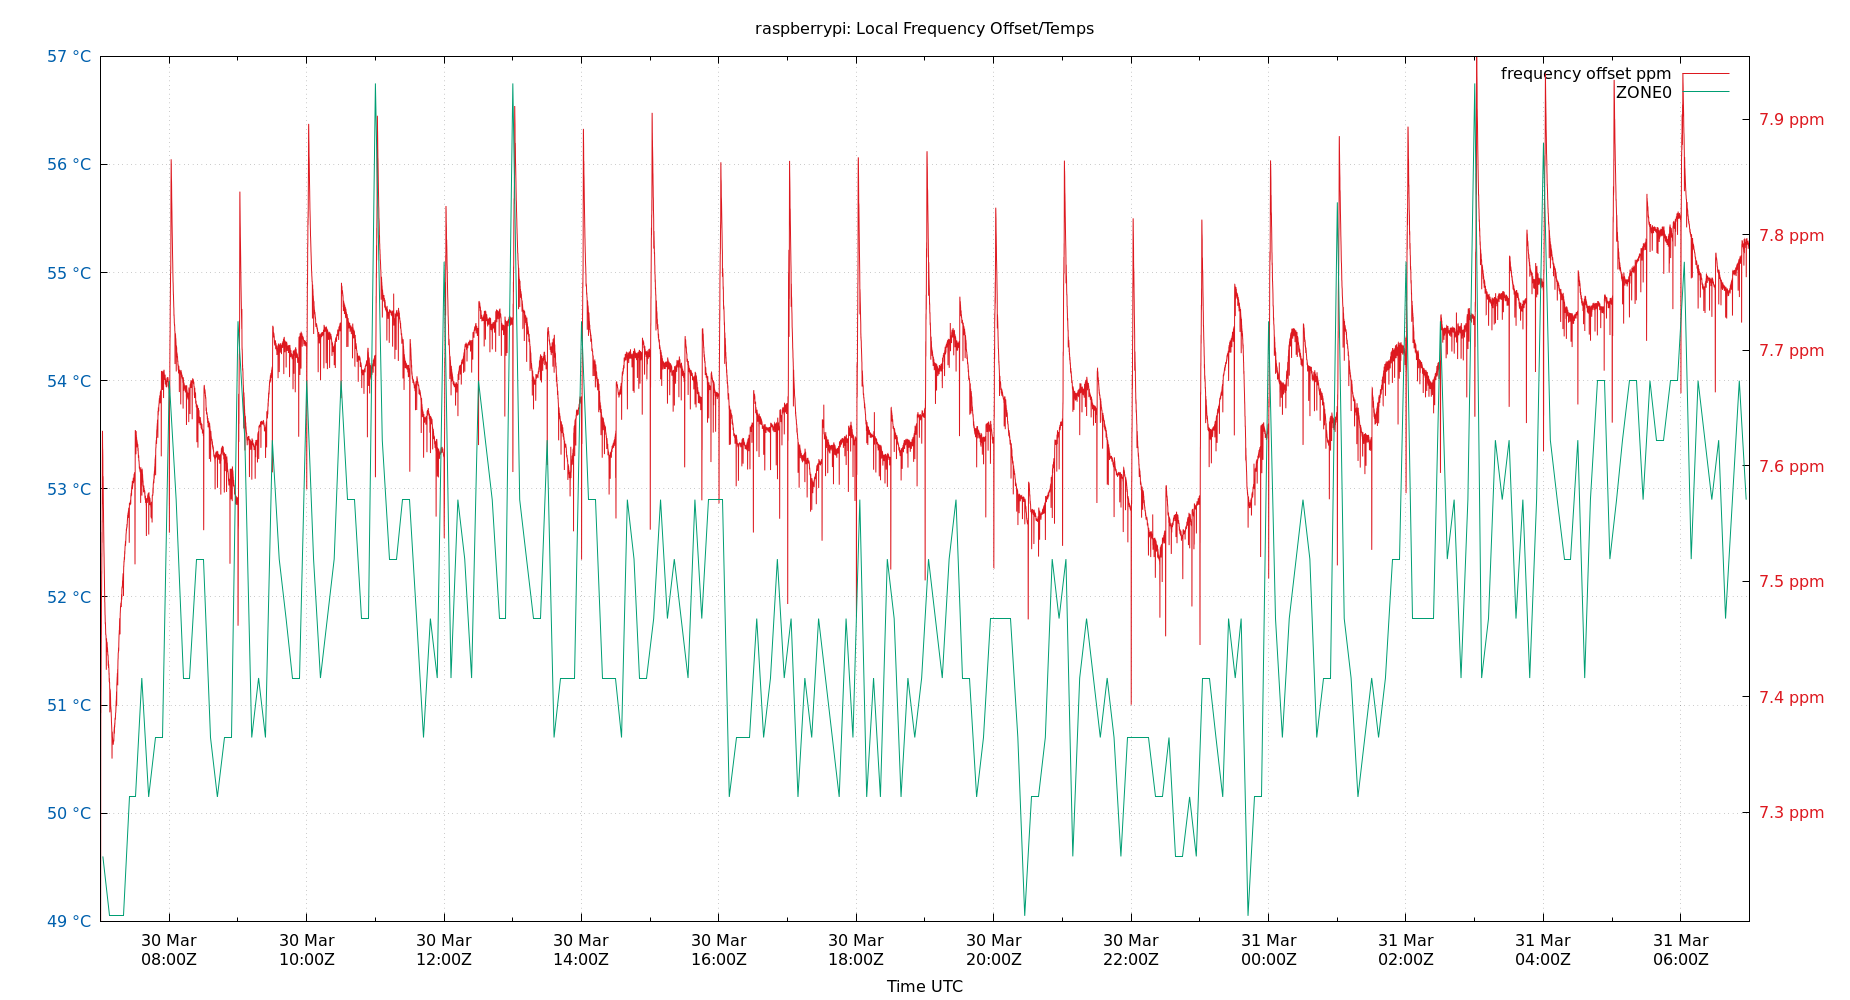 raspberrypi: Local Frequency Offset/Temps
57 °C
56 °C
55 °C
54 °C
53 °C
52 °C
51 °C
50 °C
49 °C
frequency offset ppm
ZONE0
7.9 ppm
7.8 ppm
7.7 ppm
7.6 ppm
7.5 ppm
7.4 ppm
7.3 ppm
30 Mar
08:00Z
30 Mar
10:00Z
30 Mar
12:00Z
30 Mar
14:00Z
30 Mar
16:00Z
30 Mar
18:00Z
30 Mar
20:00Z
30 Mar
22:00Z
31 Mar
00:00Z
31 Mar
02:00Z
31 Mar
04:00Z
31 Mar
06:00Z
Time UTC